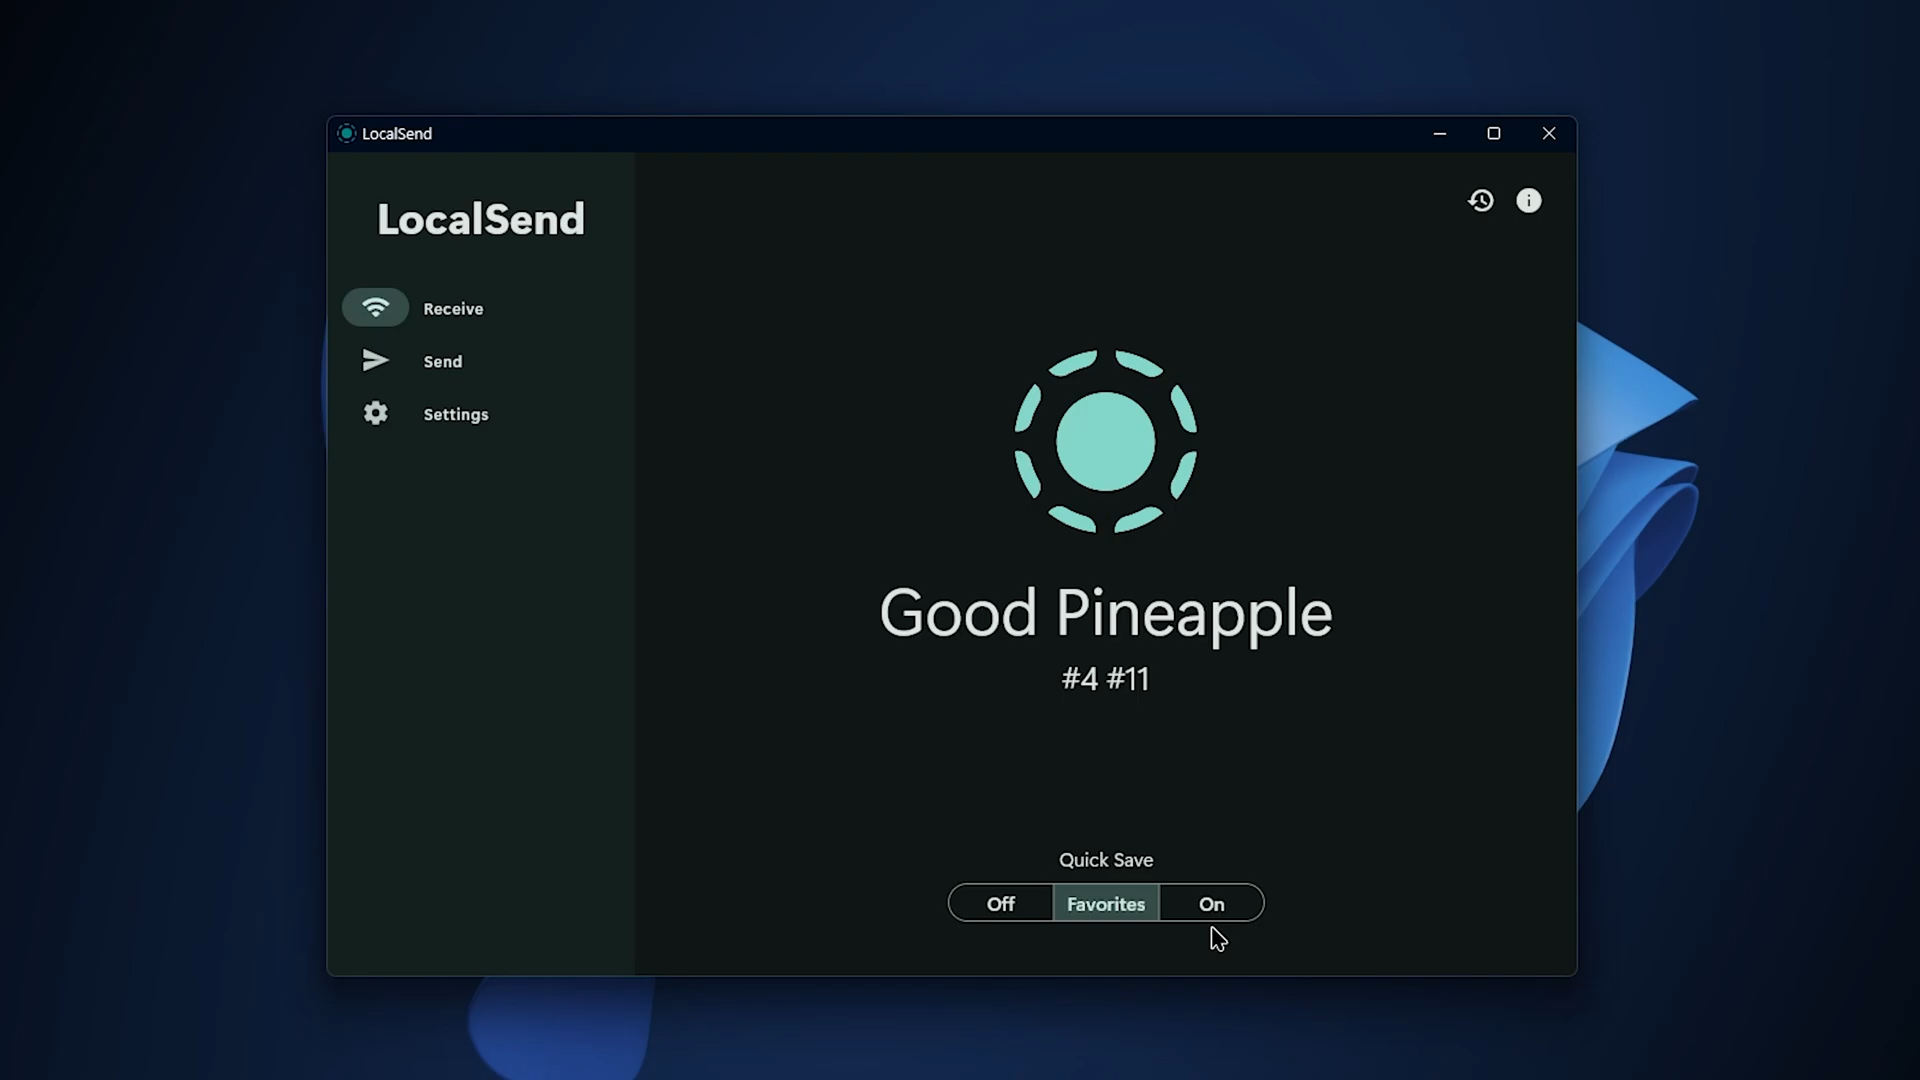 LocalSend
LocalSend
Receive
Send
Settings
Good Pineapple
#4 #11
Quick Save
Off
Favorites
On